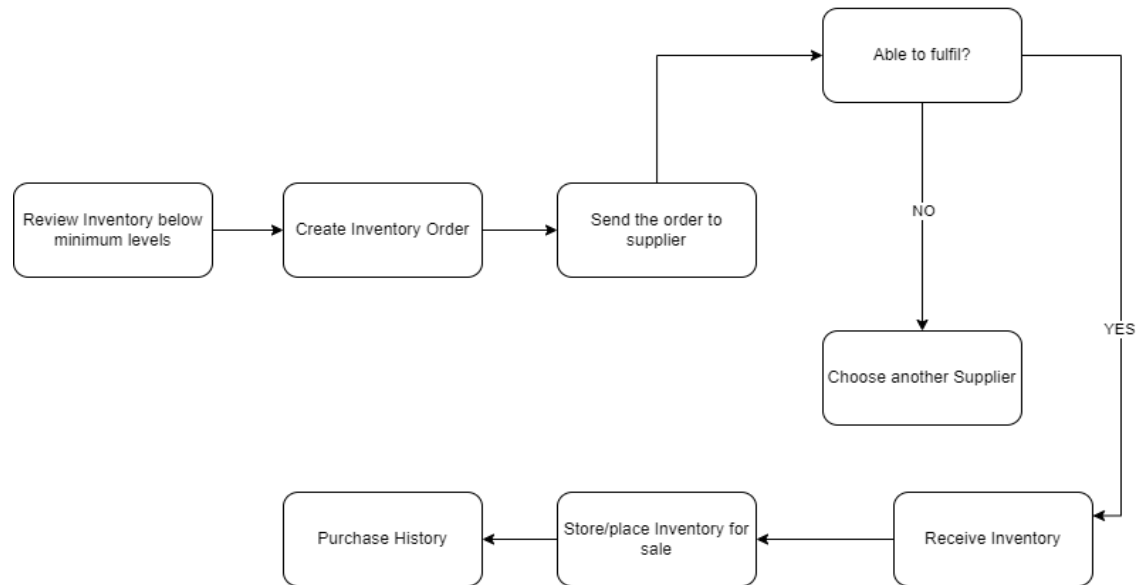 Able to fulfil?
Review Inventory below
minimum levels
Create Inventory Order
Send the order to
supplier
NO
YES
Choose another Supplier
Purchase History
Store/place Inventory for
sale
Receive Inventory